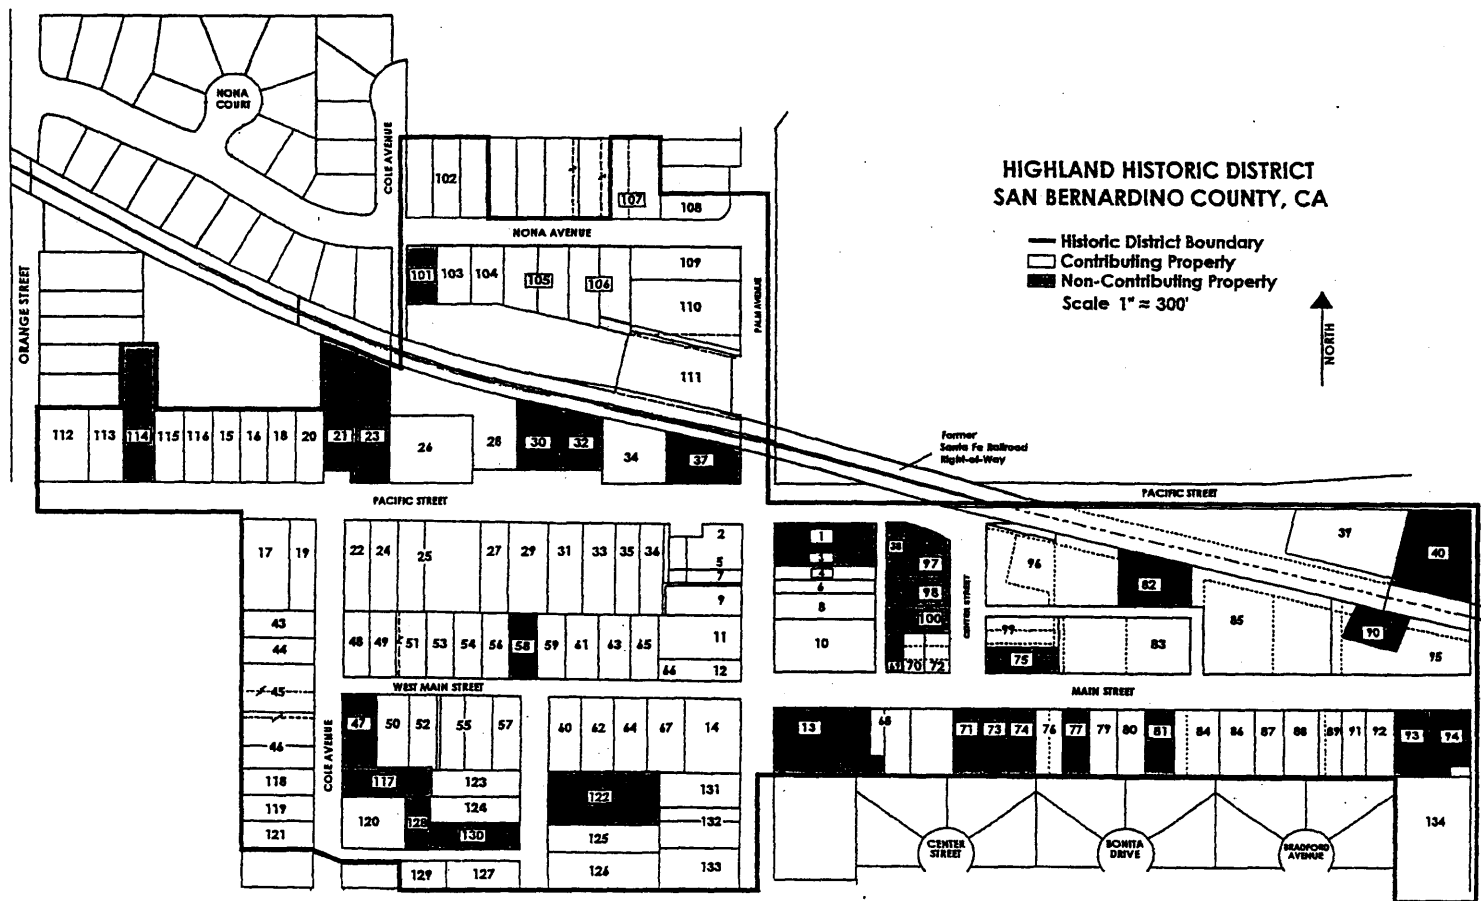 HIGHLAND HISTORIC DISTRICT
SAN BERNARDINO COUNTY, CA
Historic District Boundary
Contributing Property
Non-Contributing Property
Scale 1" ≈ 300'
NORTH
NONA
COURT
COLE AVENUE
ORANGE STREET
102
107
108
NONA AVENUE
101 103 104 105 106 109
110
PALM AVENUE
111
112 113 114 115 116 15 16 18 20 21 23 26 28 30 32 34 37
Former
Santa Fe Railroad
Right-of-Way
PACIFIC STREET
PACIFIC STREET
17 19 22 24 25 27 29 31 33 35 36 2
5
7
9
1
3
4
6
8
10
38
97
98
100
69 70 72
CENTER STREET
96
82
39
40
99
75
83
85
90
95
43
44
45
46
48 49 51 53 54 56 58 59 61 63 65 11
66 12
WEST MAIN STREET
MAIN STREET
COLE AVENUE
47 50 52 55 57 60 62 64 67 14
13 68 71 73 74 76 77 79 80 81 84 86 87 88 89 91 92 93 94
118
119
121
117 123
124
120 128 130
122
125
126
131
132
133
129 127
CENTER
STREET
BONITA
DRIVE
BRADFORD
AVENUE
134